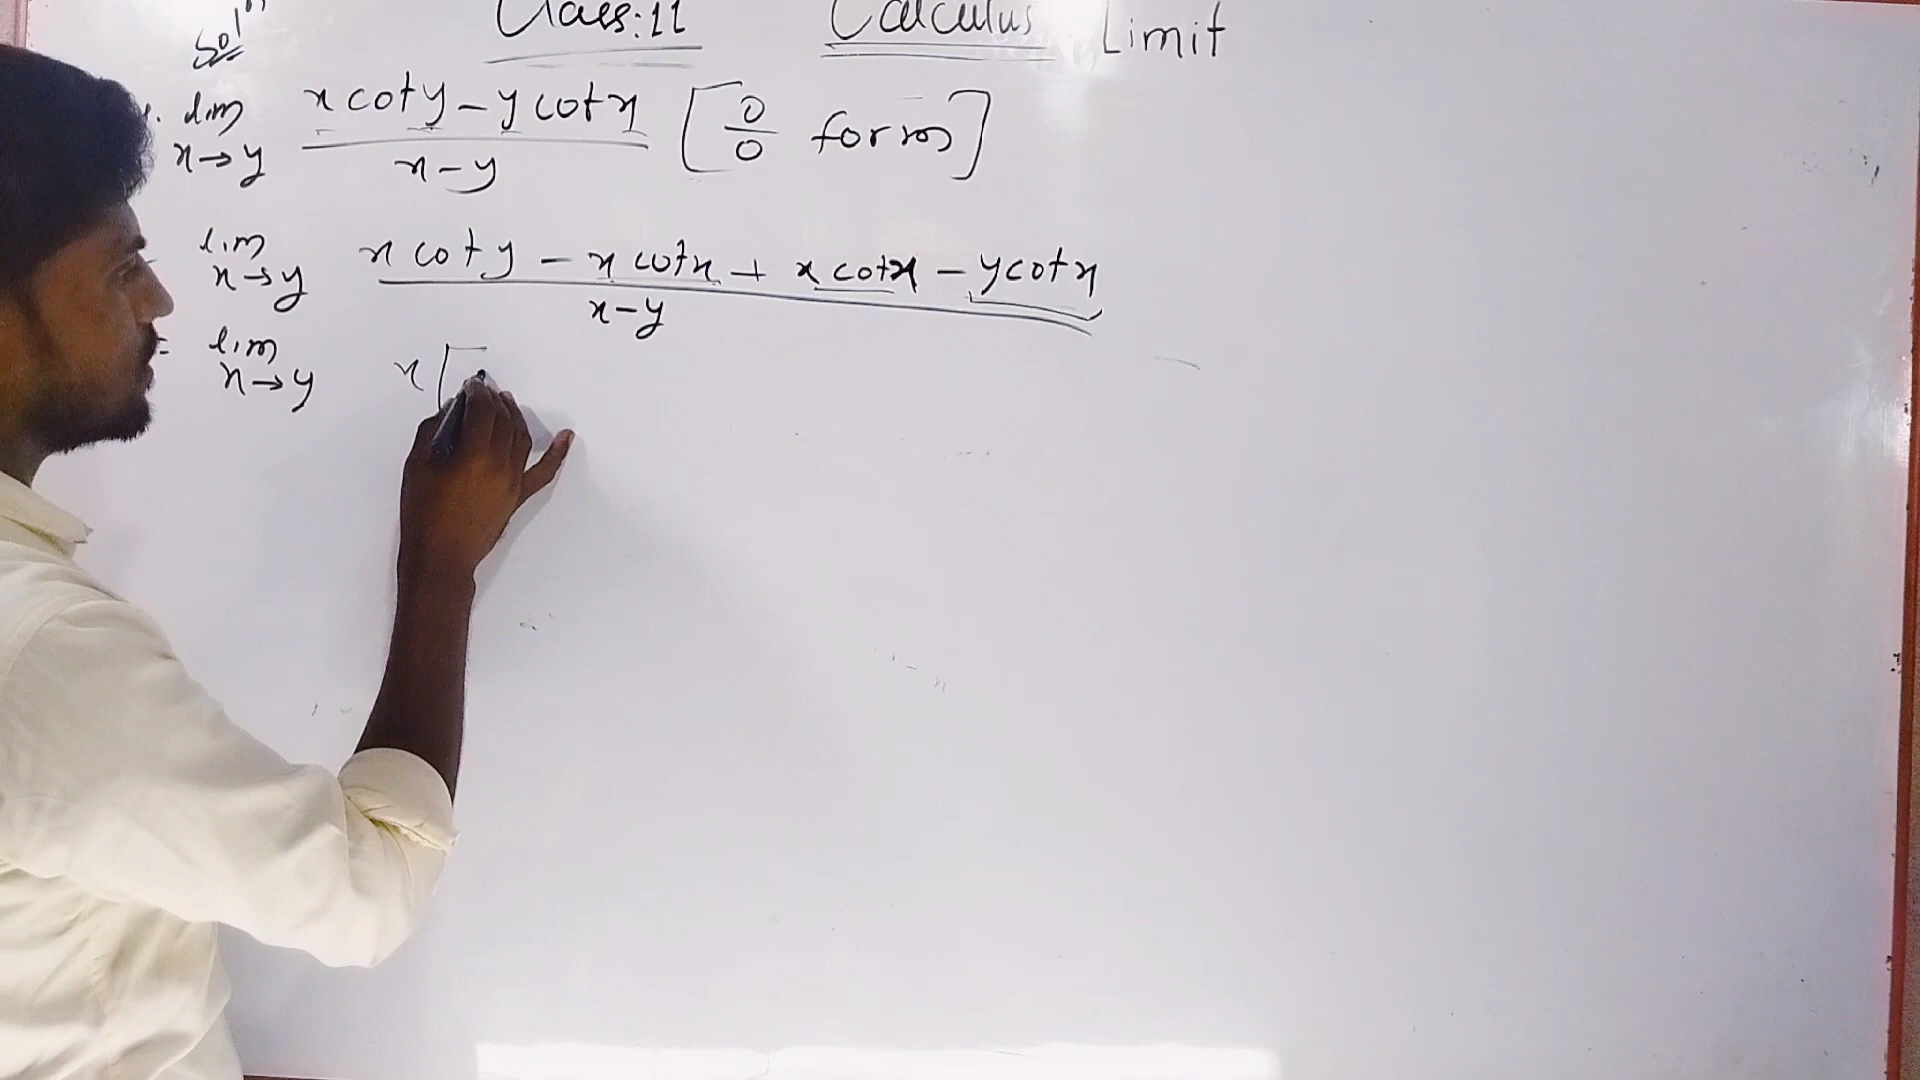 Class:11 Calculus Limit
Solⁿ
lim x→y (x cot y - y cot x)/(x-y) [0/0 form]
lim x→y (x cot y - x cot x + x cot x - y cot x)/(x-y)
= lim x→y x [